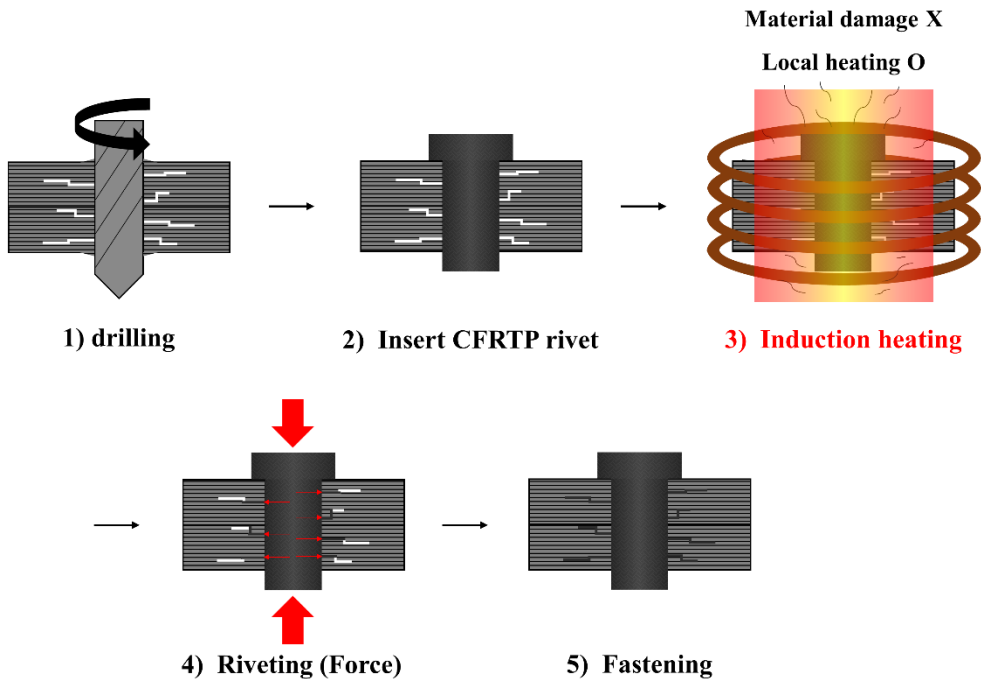 Material damage X
Local heating O
1) drilling
2) Insert CFRTP rivet
3) Induction heating
4) Riveting (Force)
5) Fastening